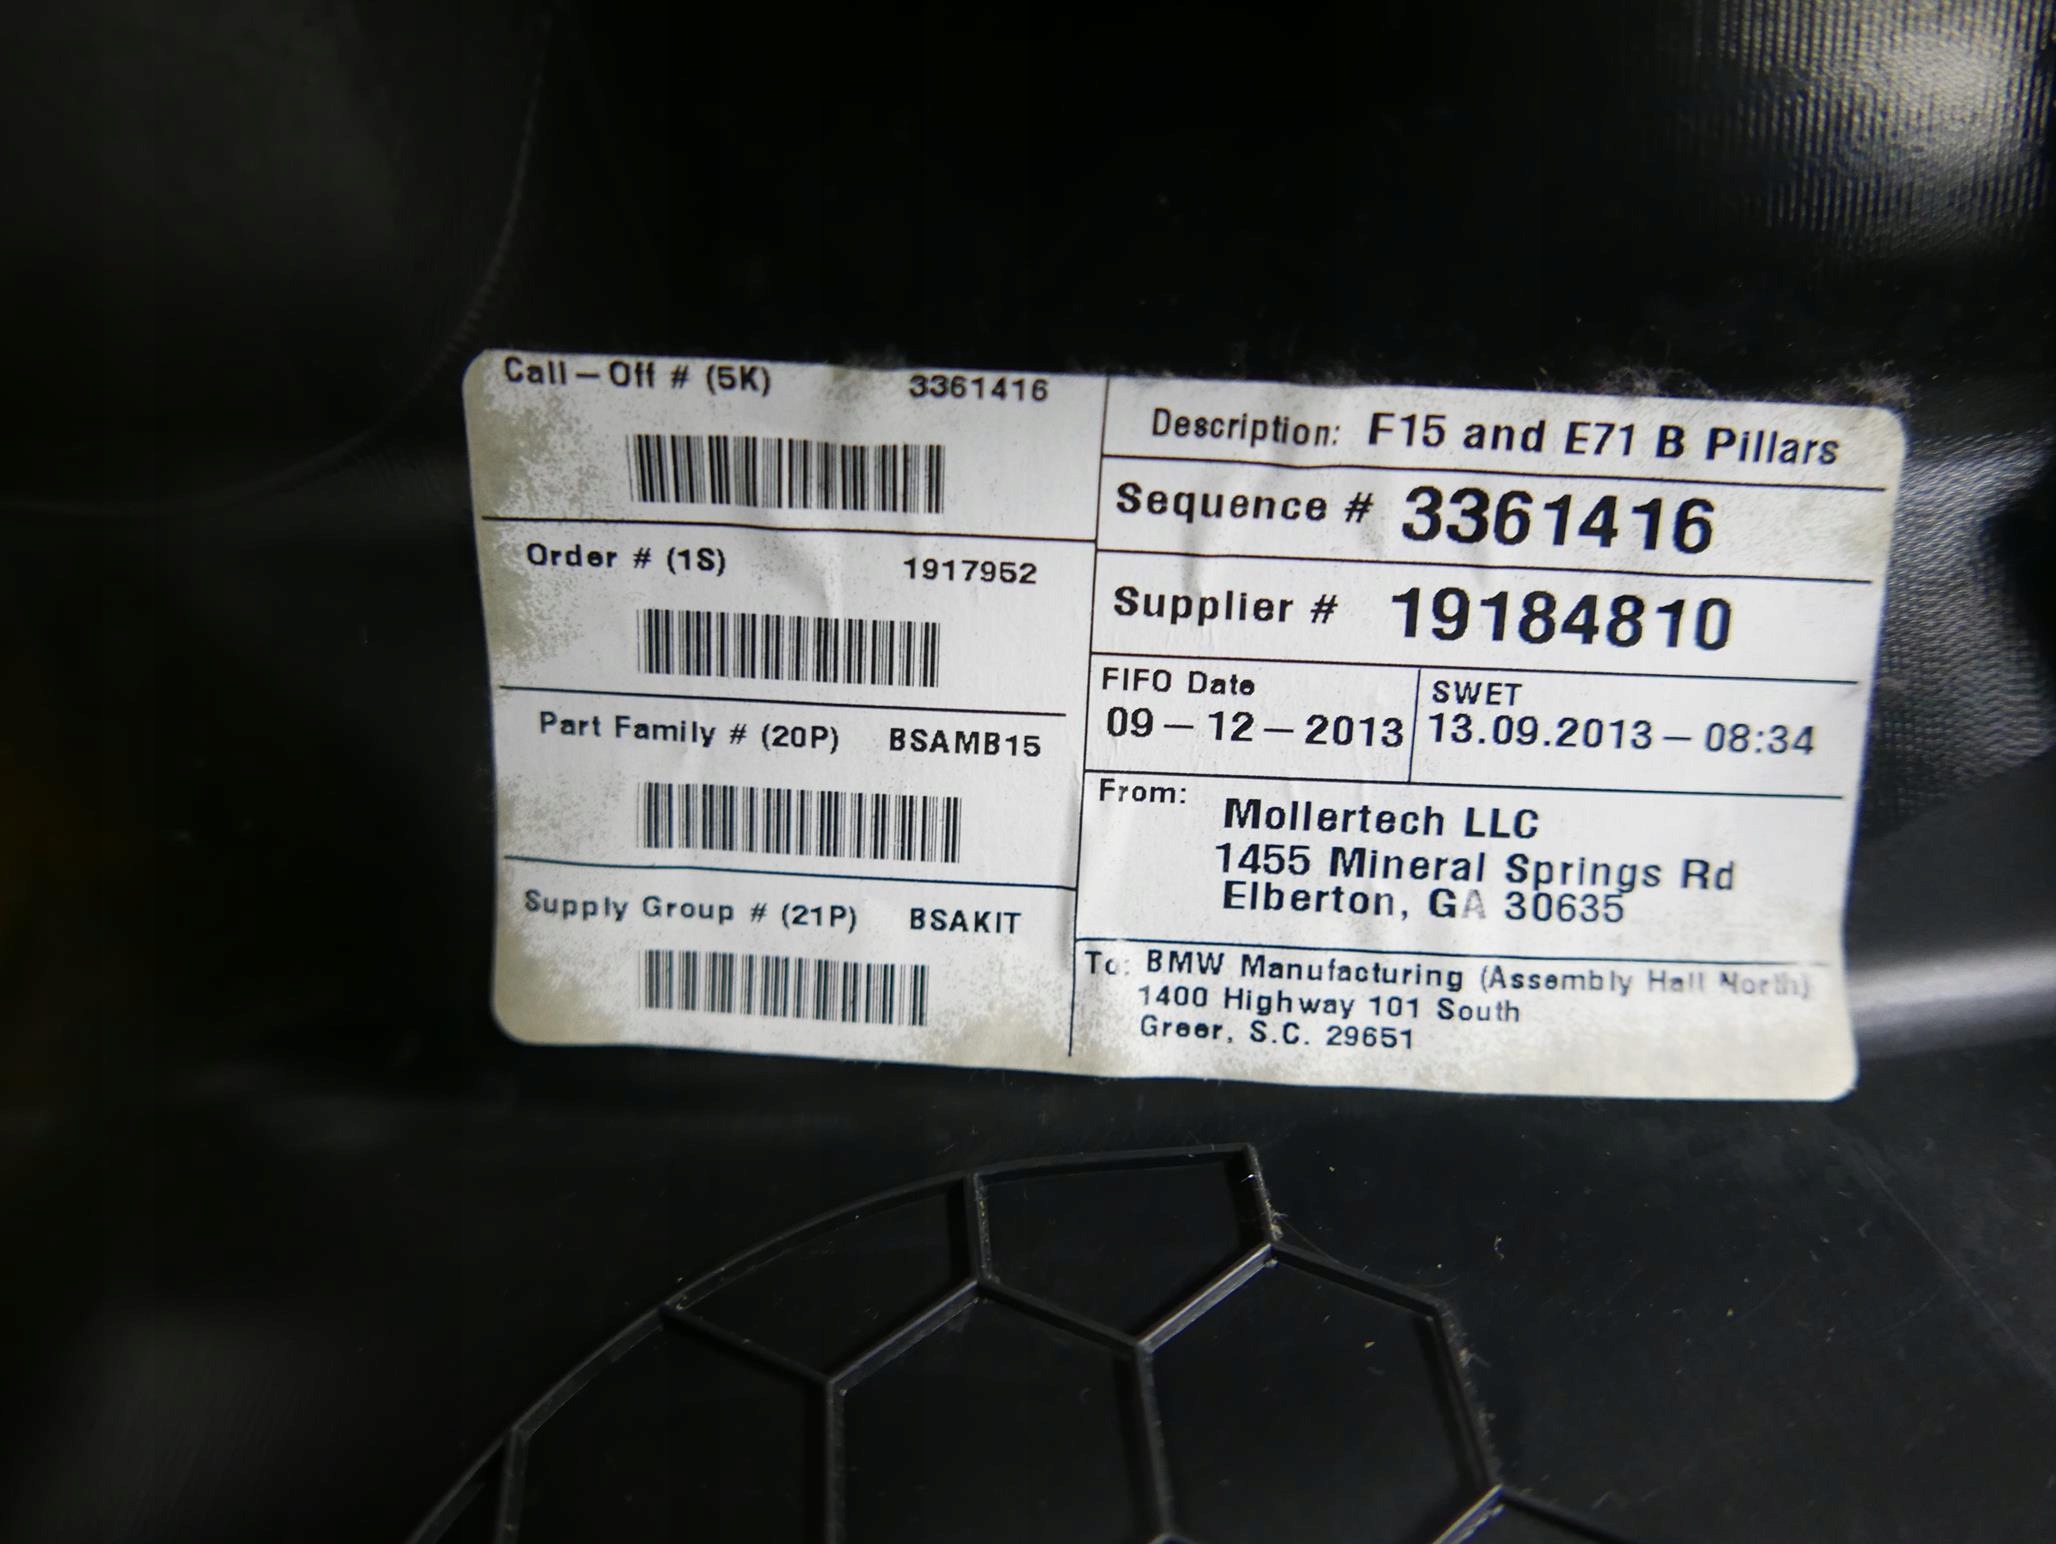 Call-Off # (5K) 3361416
Order # (1S) 1917952
Part Family # (20P) BSAMB15
Supply Group # (21P) BSAKIT
Description: F15 and E71 B Pillars
Sequence # 3361416
Supplier # 19184810
FIFO Date
09-12-2013
SWET
13.09.2013-08:34
From:
Mollertech LLC
1455 Mineral Springs Rd
Elberton, GA 30635
To: BMW Manufacturing (Assembly Hall North)
1400 Highway 101 South
Greer, S.C. 29651